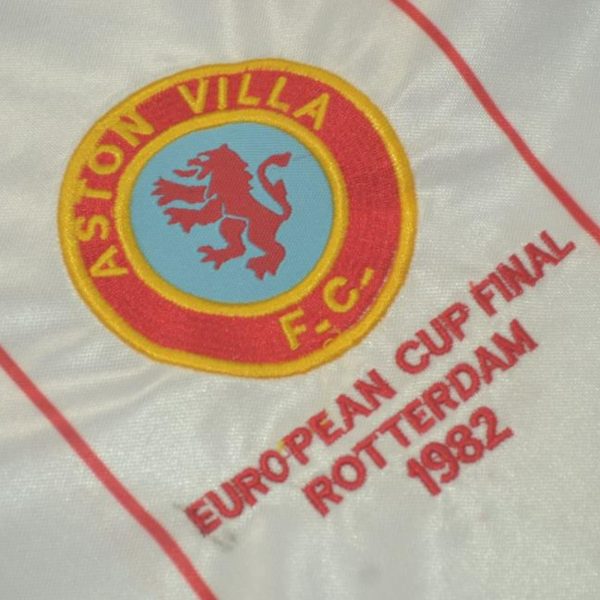 ASTON VILLA
F.C.
EUROPEAN CUP FINAL
ROTTERDAM
1982